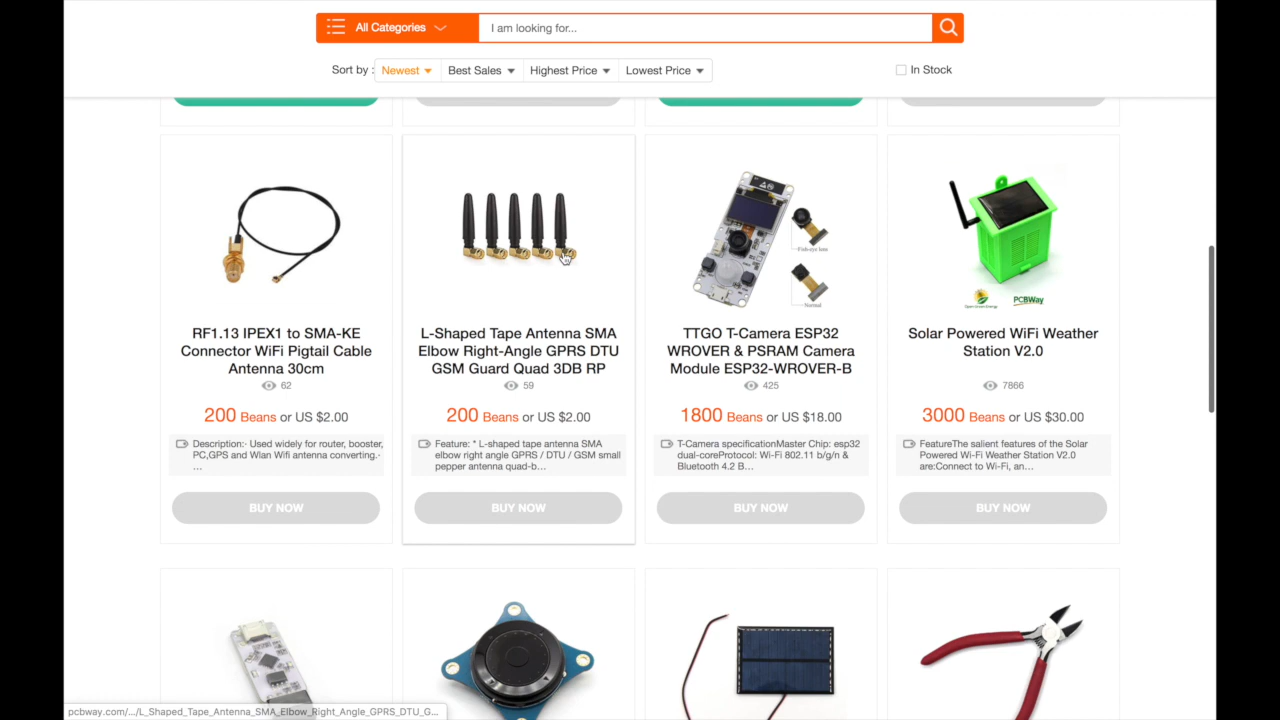 All Categories
I am looking for...
Sort by :
Newest
Best Sales
Highest Price
Lowest Price
In Stock
Fish-eye lens
Normal
PCBWay
RF1.13 IPEX1 to SMA-KE
Connector WiFi Pigtail Cable
Antenna 30cm
62
200 Beans or US $2.00
Description:· Used widely for router, booster,
PC,GPS and Wlan Wifi antenna converting.·
...
BUY NOW
L-Shaped Tape Antenna SMA
Elbow Right-Angle GPRS DTU
GSM Guard Quad 3DB RP
59
200 Beans or US $2.00
Feature: * L-shaped tape antenna SMA
elbow right angle GPRS / DTU / GSM small
pepper antenna quad-b...
BUY NOW
TTGO T-Camera ESP32
WROVER & PSRAM Camera
Module ESP32-WROVER-B
425
1800 Beans or US $18.00
T-Camera specificationMaster Chip: esp32
dual-coreProtocol: Wi-Fi 802.11 b/g/n &
Bluetooth 4.2 B...
BUY NOW
Solar Powered WiFi Weather
Station V2.0
7866
3000 Beans or US $30.00
FeatureThe salient features of the Solar
Powered Wi-Fi Weather Station V2.0
are:Connect to Wi-Fi, an...
BUY NOW
pcbway.com/.../L_Shaped_Tape_Antenna_SMA_Elbow_Right_Angle_GPRS_DTU_G...